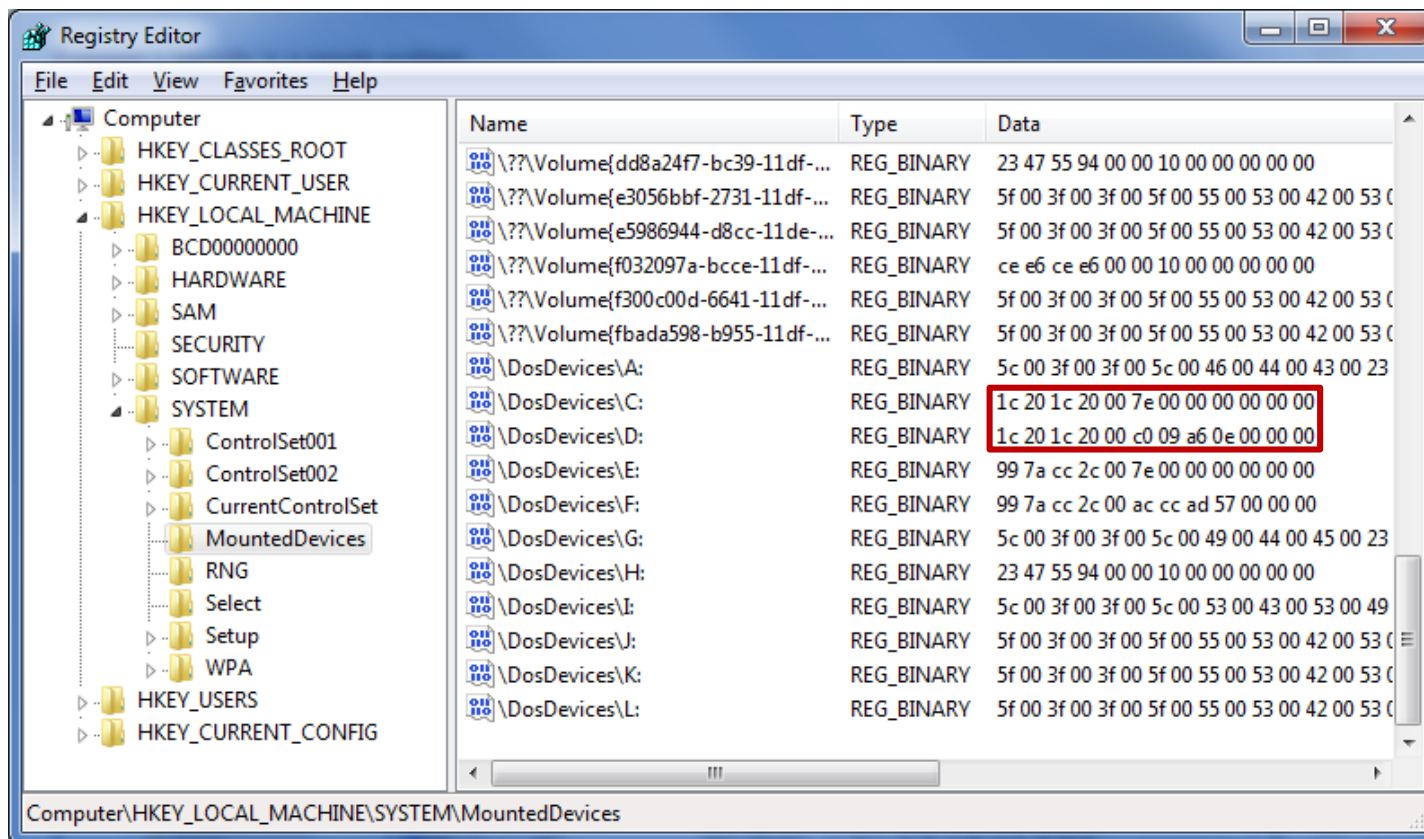 Registry Editor
File Edit View Favorites Help
Computer
HKEY_CLASSES_ROOT
HKEY_CURRENT_USER
HKEY_LOCAL_MACHINE
BCD00000000
HARDWARE
SAM
SECURITY
SOFTWARE
SYSTEM
ControlSet001
ControlSet002
CurrentControlSet
MountedDevices
RNG
Select
Setup
WPA
HKEY_USERS
HKEY_CURRENT_CONFIG
Name Type Data
\??\Volume{dd8a24f7-bc39-11df-... REG_BINARY 23 47 55 94 00 00 10 00 00 00 00 00
\??\Volume{e3056bbf-2731-11df-... REG_BINARY 5f 00 3f 00 3f 00 5f 00 55 00 53 00 42 00 53
\??\Volume{e5986944-d8cc-11de-... REG_BINARY 5f 00 3f 00 3f 00 5f 00 55 00 53 00 42 00 53
\??\Volume{f032097a-bcce-11df-... REG_BINARY ce e6 ce e6 00 00 10 00 00 00 00 00
\??\Volume{f300c00d-6641-11df-... REG_BINARY 5f 00 3f 00 3f 00 5f 00 55 00 53 00 42 00 53
\??\Volume{fbada598-b955-11df-... REG_BINARY 5f 00 3f 00 3f 00 5f 00 55 00 53 00 42 00 53
\DosDevices\A: REG_BINARY 5c 00 3f 00 3f 00 5c 00 46 00 44 00 43 00 23
\DosDevices\C: REG_BINARY 1c 20 1c 20 00 7e 00 00 00 00 00 00
\DosDevices\D: REG_BINARY 1c 20 1c 20 00 c0 09 a6 0e 00 00 00
\DosDevices\E: REG_BINARY 99 7a cc 2c 00 7e 00 00 00 00 00 00
\DosDevices\F: REG_BINARY 99 7a cc 2c 00 ac cc ad 57 00 00 00
\DosDevices\G: REG_BINARY 5c 00 3f 00 3f 00 5c 00 49 00 44 00 45 00 23
\DosDevices\H: REG_BINARY 23 47 55 94 00 00 10 00 00 00 00 00
\DosDevices\I: REG_BINARY 5c 00 3f 00 3f 00 5c 00 53 00 43 00 53 00 49
\DosDevices\J: REG_BINARY 5f 00 3f 00 3f 00 5f 00 55 00 53 00 42 00 53
\DosDevices\K: REG_BINARY 5f 00 3f 00 3f 00 5f 00 55 00 53 00 42 00 53
\DosDevices\L: REG_BINARY 5f 00 3f 00 3f 00 5f 00 55 00 53 00 42 00 53
Computer\HKEY_LOCAL_MACHINE\SYSTEM\MountedDevices